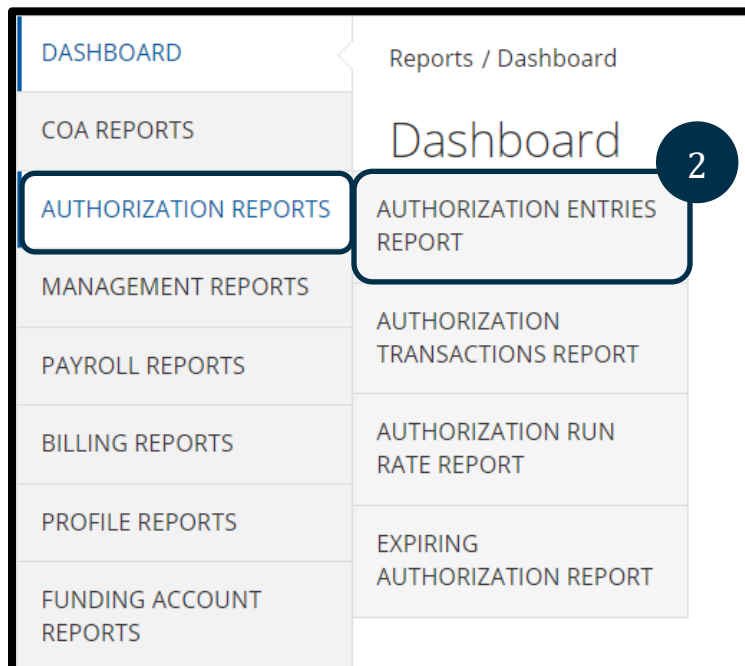 DASHBOARD
COA REPORTS
AUTHORIZATION REPORTS
MANAGEMENT REPORTS
PAYROLL REPORTS
BILLING REPORTS
PROFILE REPORTS
FUNDING ACCOUNT
REPORTS
Reports / Dashboard
Dashboard
2
AUTHORIZATION ENTRIES
REPORT
AUTHORIZATION
TRANSACTIONS REPORT
AUTHORIZATION RUN
RATE REPORT
EXPIRING
AUTHORIZATION REPORT